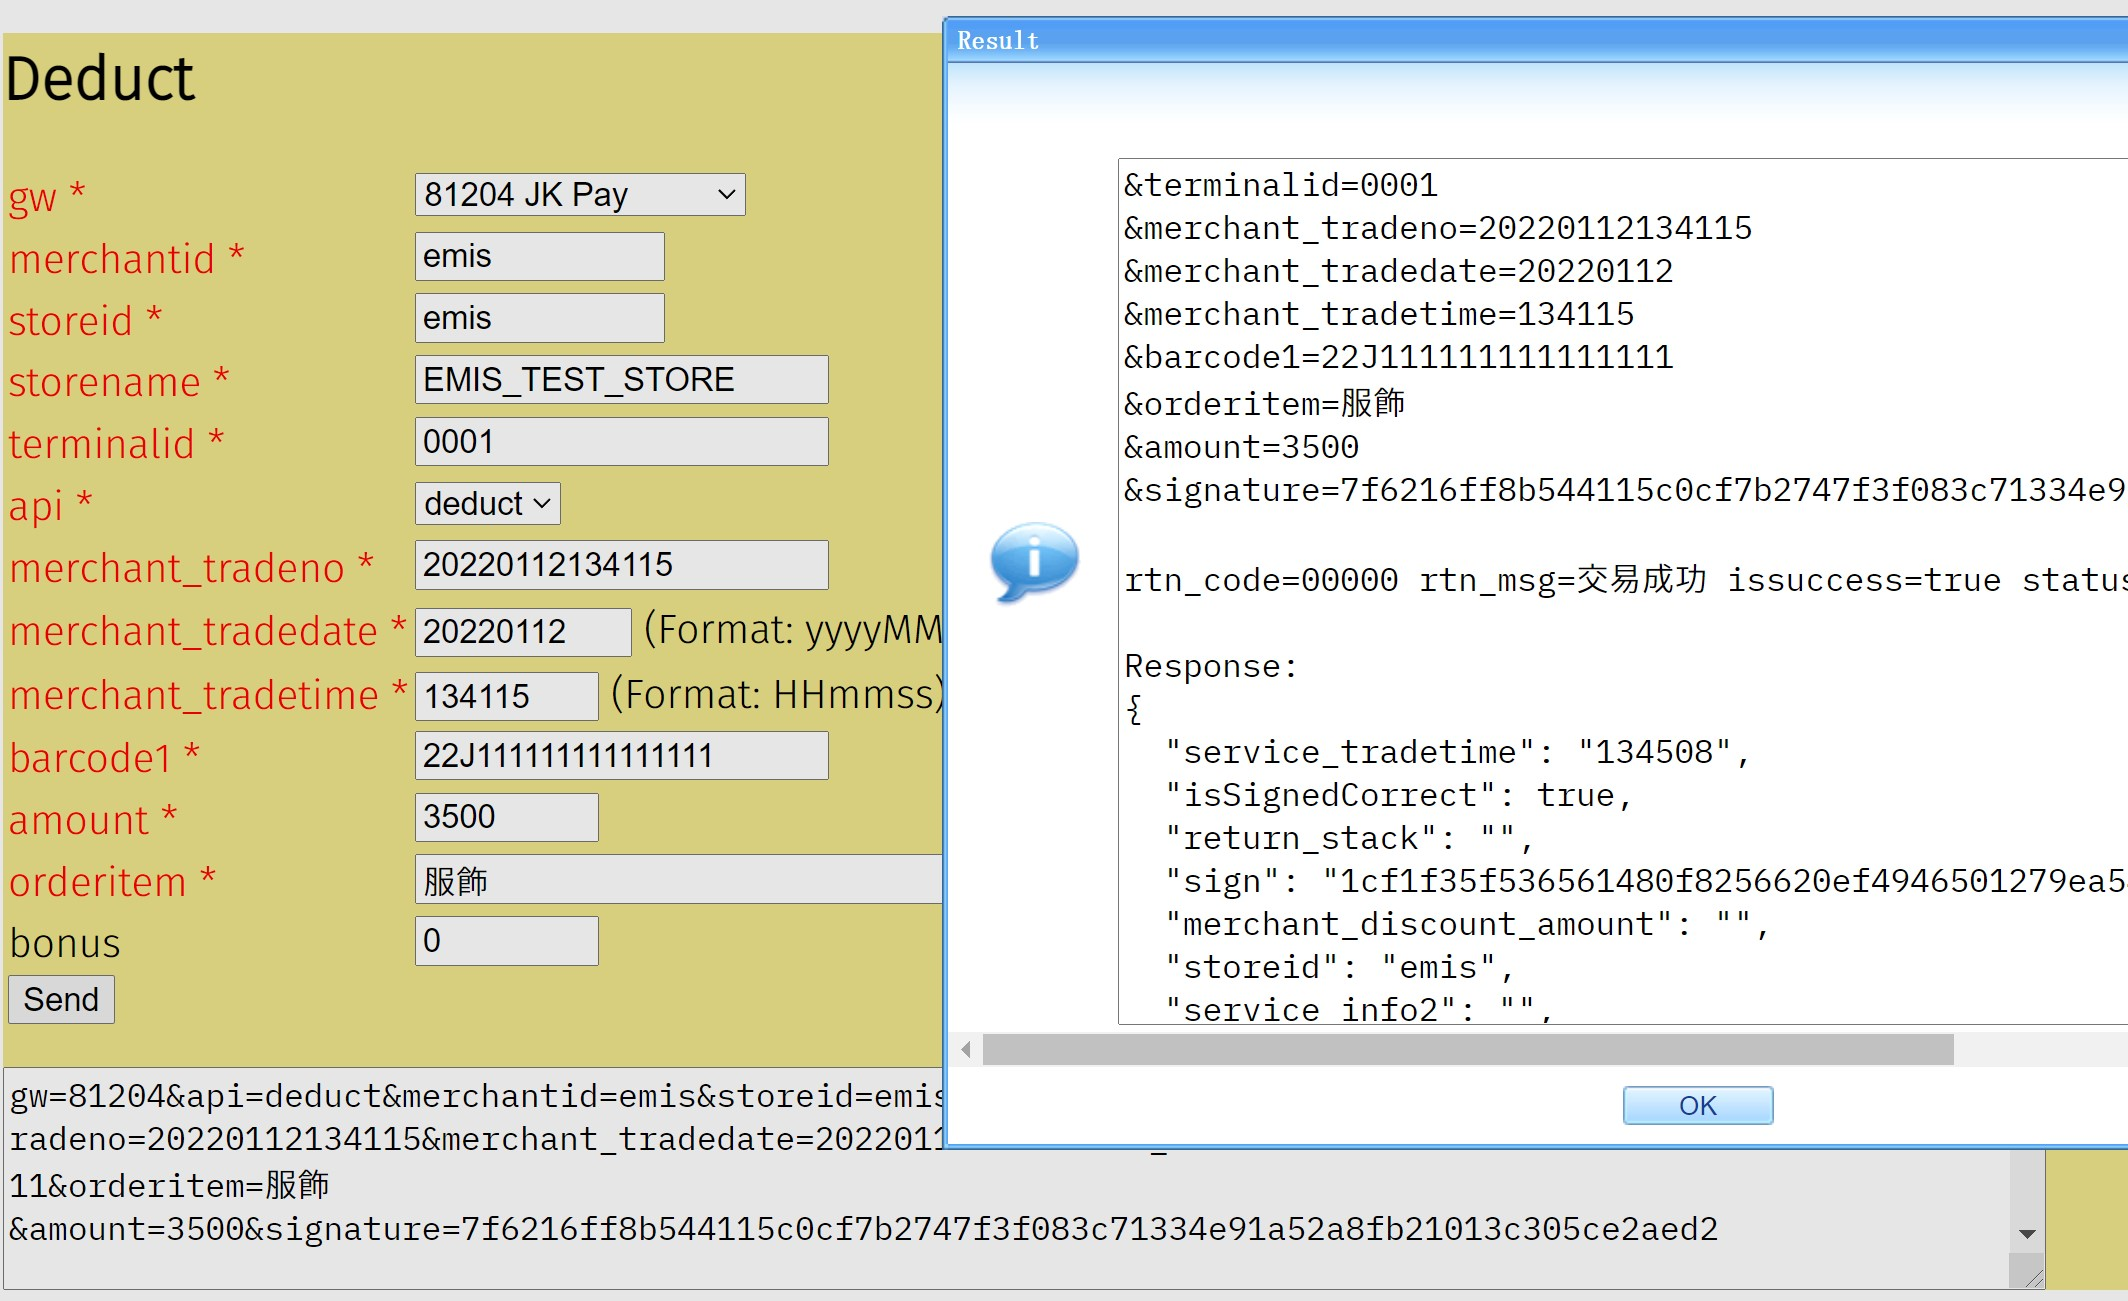 Deduct
gw *
81204 JK Pay
merchantid *
emis
storeid *
emis
storename *
EMIS_TEST_STORE
terminalid *
0001
api *
deduct
merchant_tradeno *
20220112134115
merchant_tradedate *
20220112
(Format: yyyyMM
merchant_tradetime *
134115
(Format: HHmmss)
barcode1 *
22J111111111111111
amount *
3500
orderitem *
服飾
bonus
0
Send
gw=81204&api=deduct&merchantid=emis&storeid=emis
radeno=20220112134115&merchant_tradedate=2022011
11&orderitem=服飾
&amount=3500&signature=7f6216ff8b544115c0cf7b2747f3f083c71334e91a52a8fb21013c305ce2aed2
Result
&terminalid=0001
&merchant_tradeno=20220112134115
&merchant_tradedate=20220112
&merchant_tradetime=134115
&barcode1=22J111111111111111
&orderitem=服飾
&amount=3500
&signature=7f6216ff8b544115c0cf7b2747f3f083c71334e9
rtn_code=00000 rtn_msg=交易成功 issuccess=true status
Response:
{
"service_tradetime": "134508",
"isSignedCorrect": true,
"return_stack": "",
"sign": "1cf1f35f536561480f8256620ef4946501279ea5
"merchant_discount_amount": "",
"storeid": "emis",
"service_info2": "",
OK